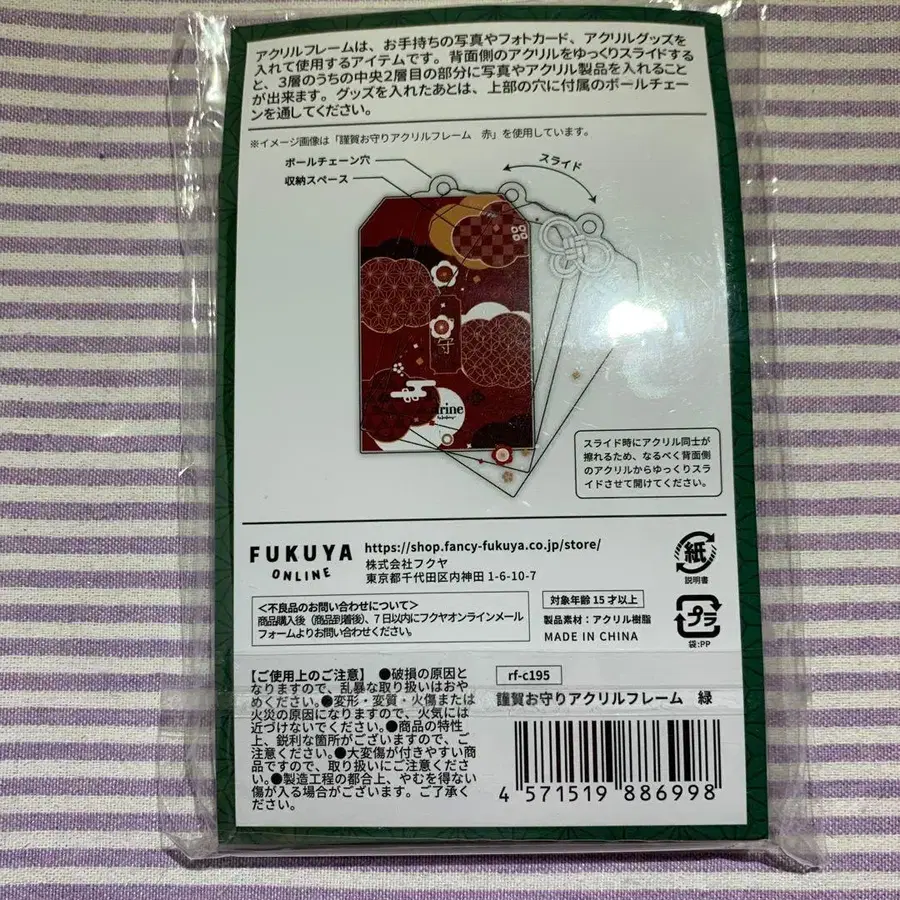 アクリルフレームは、お手持ちの写真やフォトカード、アクリルグッズを
入れて使用するアイテムです。背面側のアクリルをゆっくりスライドする
と、3層のうちの中央2層目の部分に写真やアクリル製品を入れること
が出来ます。グッズを入れたあとは、上部の穴に付属のボールチェー
ンを通してください。
※イメージ画像は「謹賀お守りアクリルフレーム 赤」を使用しています。
ボールチェーン穴
収納スペース
スライド
守
スライド時にアクリル同士が
擦れるため、なるべく背面側
のアクリルからゆっくりスラ
イドさせて開けてください。
FUKUYA
ONLINE
https://shop.fancy-fukuya.co.jp/store/
株式会社フクヤ
東京都千代田区内神田1-6-10-7
紙
説明書
<不良品のお問い合わせについて>
商品購入後(商品到着後)、7日以内にフクヤオンラインメール
フォームよりお問い合わせください。
対象年齢15才以上
製品素材:アクリル樹脂
MADE IN CHINA
プラ
袋:PP
【ご使用上のご注意】●破損の原因と
なりますので、乱暴な取り扱いはおや
めください。●変形・変質・火傷または
火災の原因になりますので、火気には
近づけないでください。●商品の特性
上、鋭利な箇所がございますので、ご
注意ください。●大変傷が付きやすい商
品ですので、取り扱いにご注意ください。
●製造工程の都合上、やむを得ない
傷が入る場合がございます。ご了承く
ださい。
rf-c195
謹賀お守りアクリルフレーム 緑
4 571519 886998